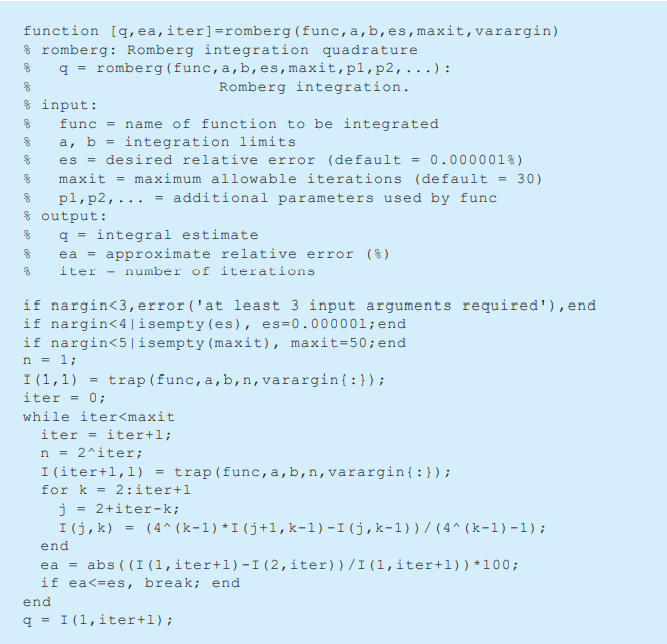 function [q,ea,iter]=romberg(func,a,b,es,maxit,varargin)
% romberg: Romberg integration quadrature
%   q = romberg(func,a,b,es,maxit,p1,p2,...):
%                   Romberg integration.
% input:
%   func = name of function to be integrated
%   a, b = integration limits
%   es = desired relative error (default = 0.000001%)
%   maxit = maximum allowable iterations (default = 30)
%   p1,p2,... = additional parameters used by func
% output:
%   q = integral estimate
%   ea = approximate relative error (%)
%   iter = number of iterations
if nargin<3,error('at least 3 input arguments required'),end
if nargin<4|isempty(es), es=0.000001;end
if nargin<5|isempty(maxit), maxit=50;end
n = 1;
I(1,1) = trap(func,a,b,n,varargin{:});
iter = 0;
while iter<maxit
  iter = iter+1;
  n = 2^iter;
  I(iter+1,1) = trap(func,a,b,n,varargin{:});
  for k = 2:iter+1
    j = 2+iter-k;
    I(j,k) = (4^(k-1)*I(j+1,k-1)-I(j,k-1))/(4^(k-1)-1);
  end
  ea = abs((I(1,iter+1)-I(2,iter))/I(1,iter+1))*100;
  if ea<=es, break; end
end
q = I(1,iter+1);